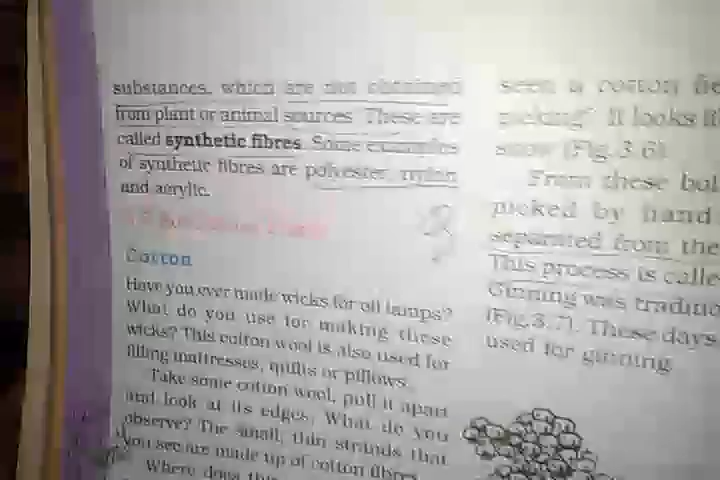 substances, which are not obtained
from plant or animal sources. These are
called synthetic fibres. Some examples
of synthetic fibres are polyester, nylon
and acrylic.
Cotton
Have you ever made wicks for oil lamps?
What do you use for making these
wicks? This cotton wool is also used for
filling mattresses, quilts or pillows.
Take some cotton wool, pull it apart
and look at its edges. What do you
observe? The small, thin strands that
you see are made up of cotton fibres
Where does this
seen a cotton
picking? It looks
snow (Fig.3.6)
From these
picked by hand
separated from the
This process is
Ginning was
(Fig.3.7). These days
used for ginning